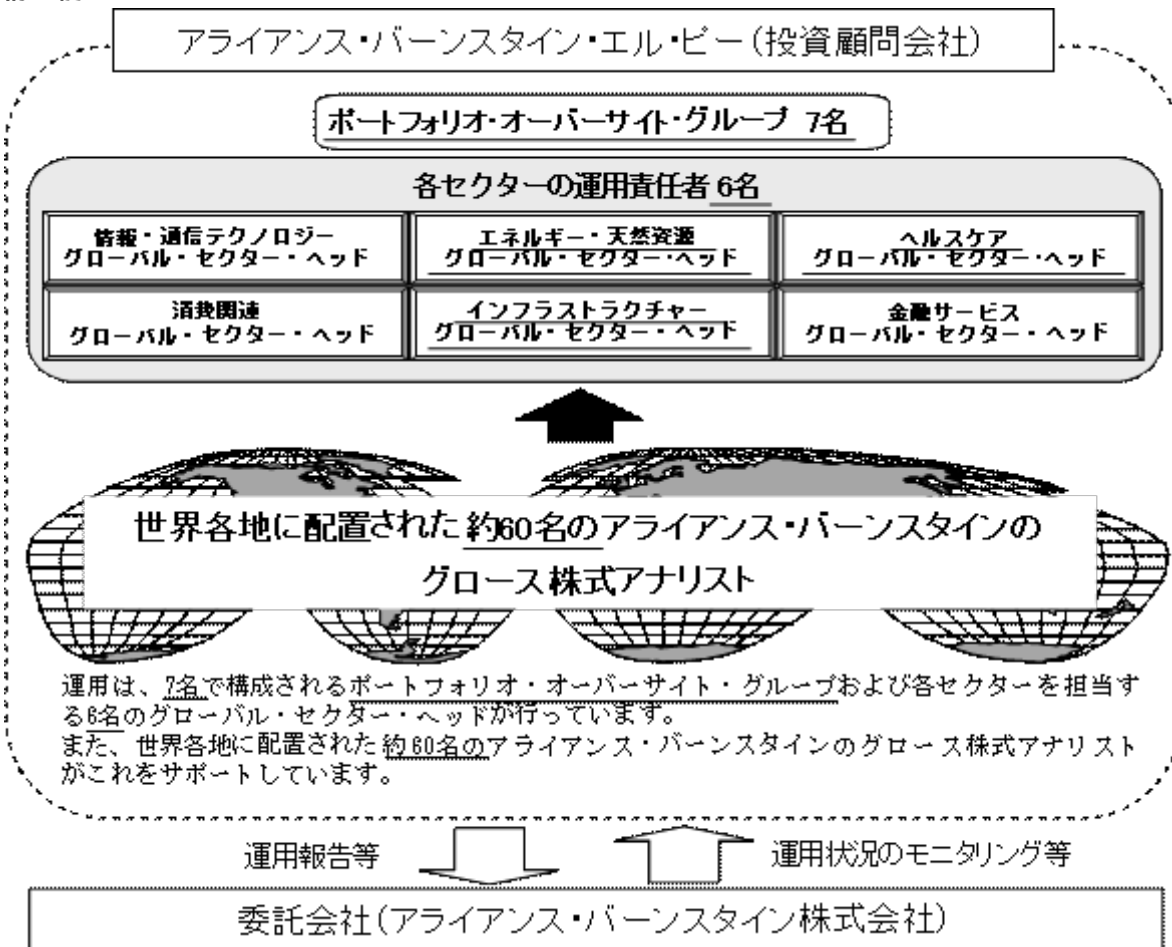 アライアンス・バーンスタイン・エル・ピー(投資顧問会社)
ポートフォリオ・オーバーサイト・グループ 7名
各セクターの運用責任者 6名
情報・通信テクノロジー
グローバル・セクター・ヘッド
エネルギー・天然資源
グローバル・セクター・ヘッド
ヘルスケア
グローバル・セクター・ヘッド
消費関連
グローバル・セクター・ヘッド
インフラストラクチャー
グローバル・セクター・ヘッド
金融サービス
グローバル・セクター・ヘッド
世界各地に配置された約60名のアライアンス・バーンスタインの
グロース株式アナリスト
運用は、7名で構成されるポートフォリオ・オーバーサイト・グループおよび各セクターを担当す
る6名のグローバル・セクター・ヘッドが行っています。
また、世界各地に配置された約60名のアライアンス・バーンスタインのグロース株式アナリスト
がこれをサポートしています。
運用報告等
運用状況のモニタリング等
委託会社(アライアンス・バーンスタイン株式会社)